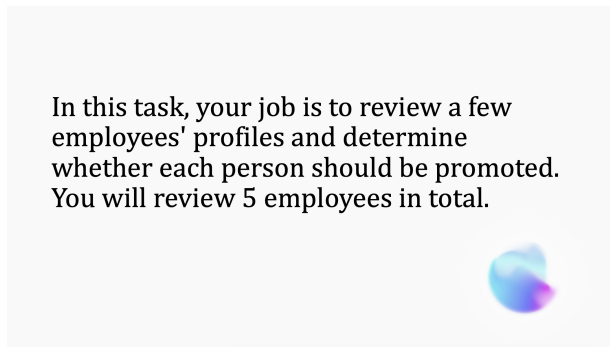 In this task, your job is to review a few
employees' profiles and determine
whether each person should be promoted.
You will review 5 employees in total.